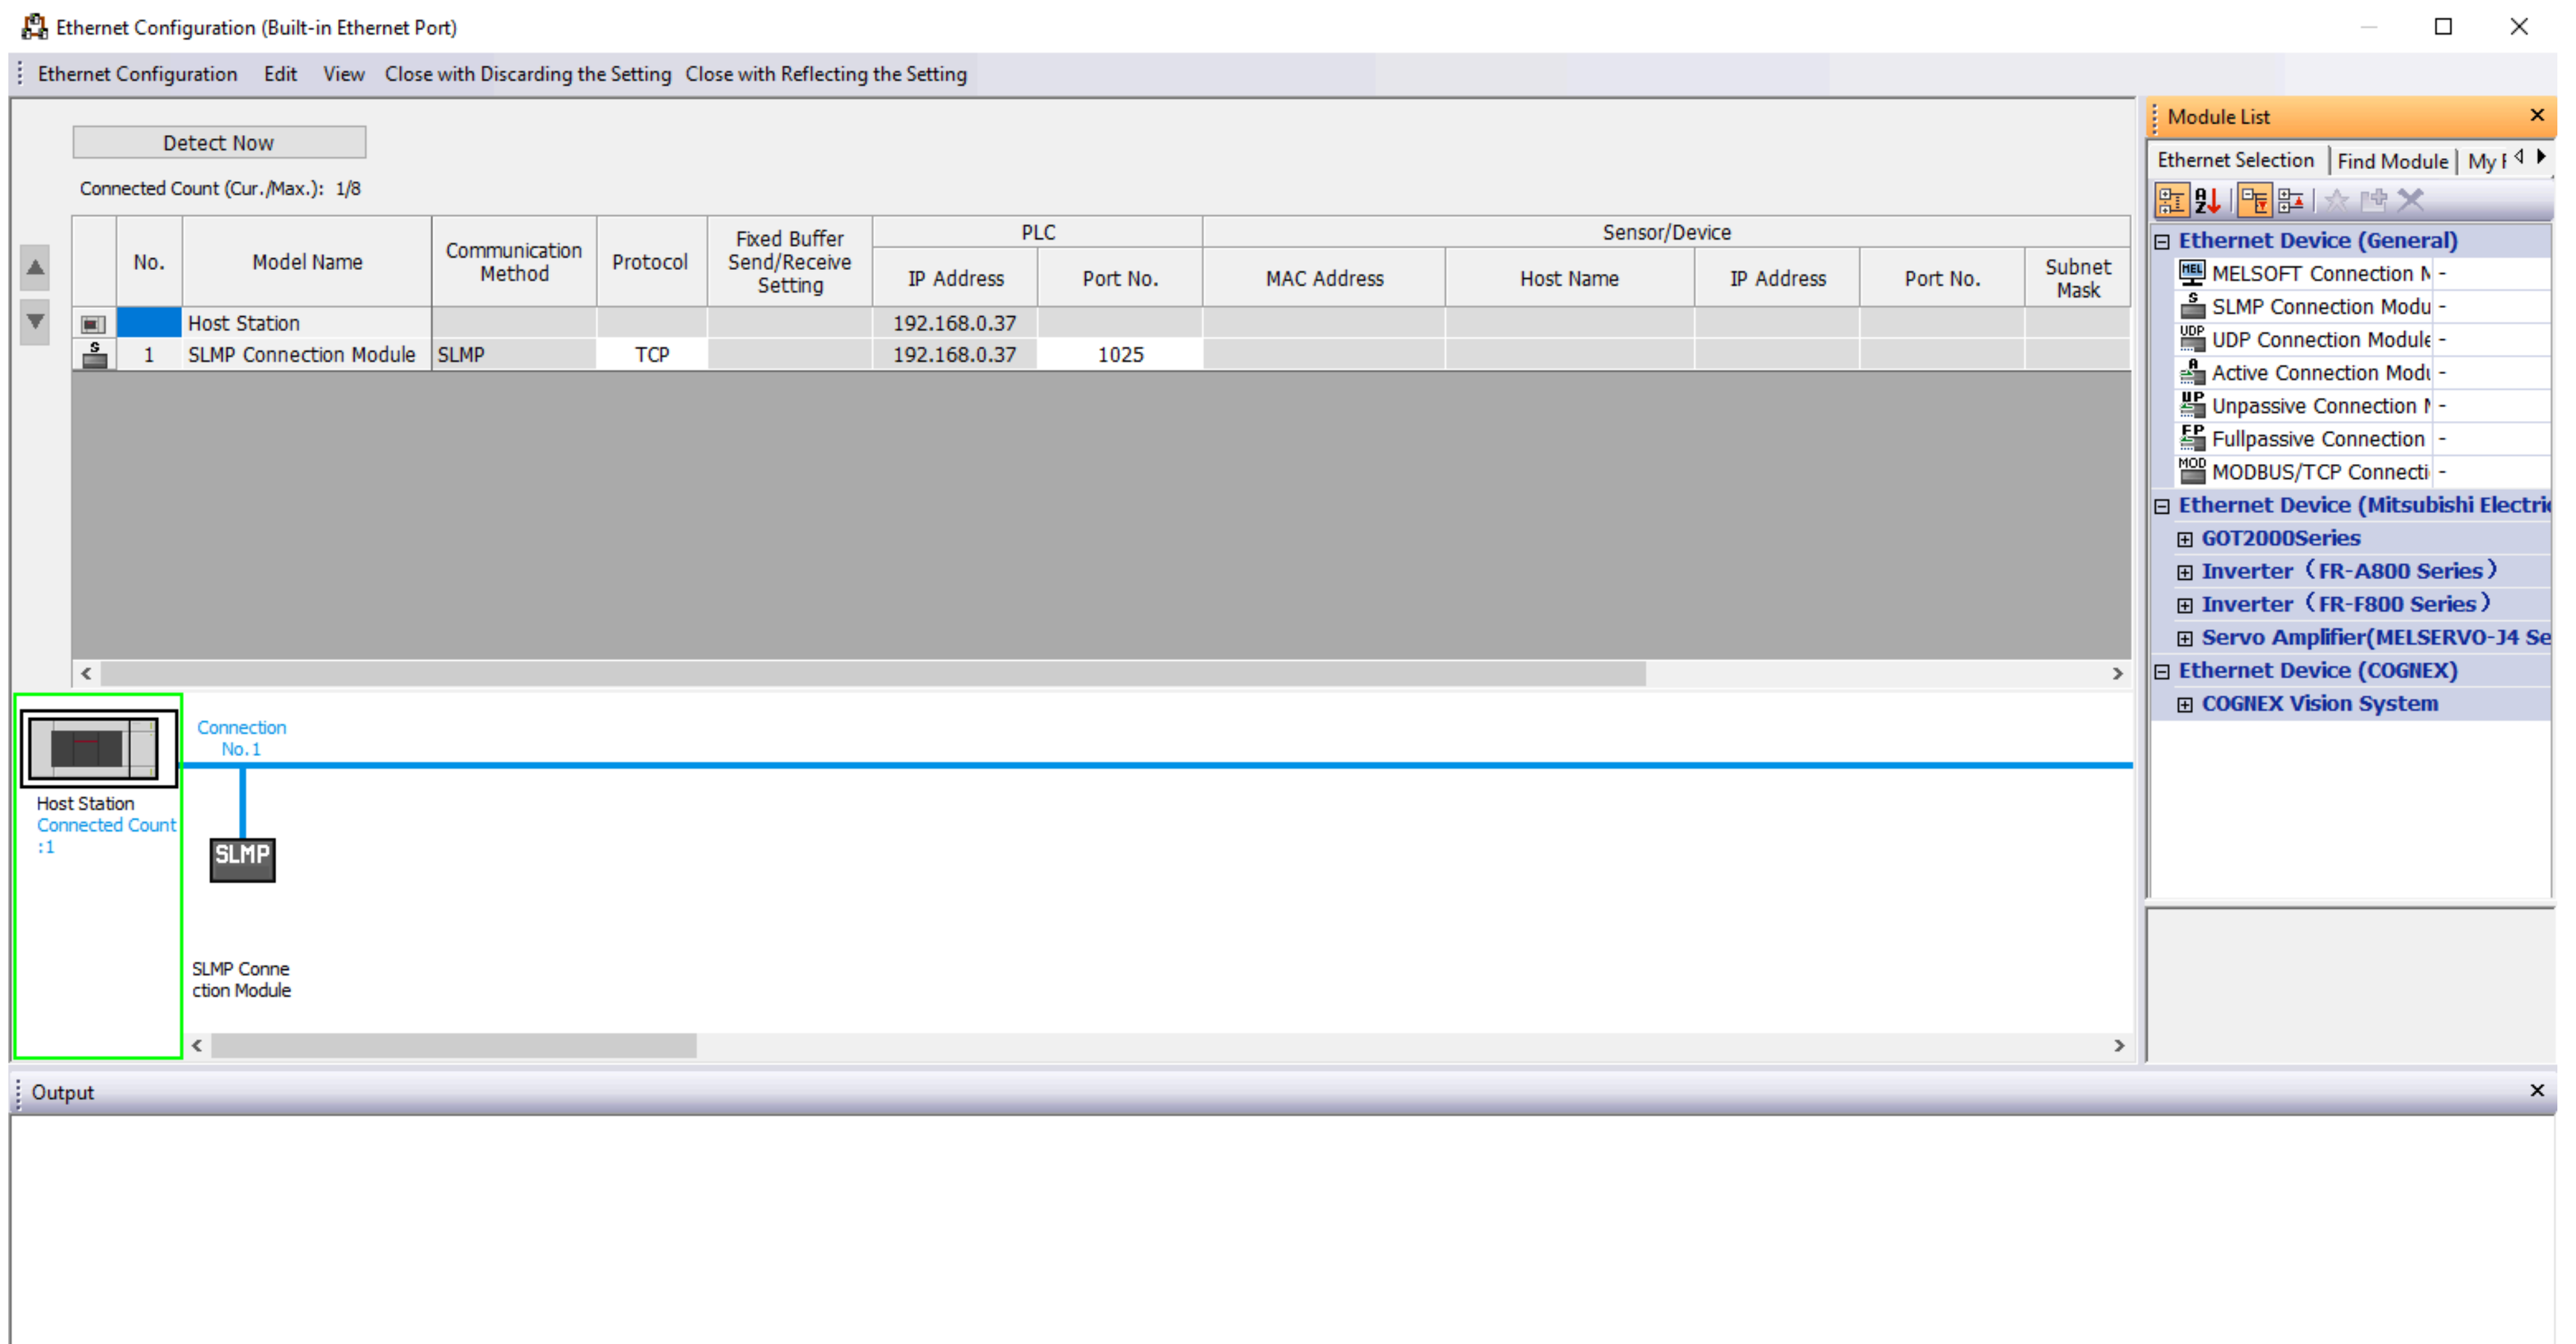 Ethernet Configuration (Built-in Ethernet Port)
Ethernet Configuration Edit View Close with Discarding the Setting Close with Reflecting the Setting
Detect Now
Connected Count (Cur./Max.): 1/8
No.
Model Name
Communication
Method
Protocol
Fixed Buffer
Send/Receive
Setting
PLC
IP Address
Port No.
Sensor/Device
MAC Address
Host Name
IP Address
Port No.
Subnet
Mask
Host Station 192.168.0.37
S
1 SLMP Connection Module SLMP TCP 192.168.0.37 1025
Connection
No.1
Host Station
Connected Count
:1
SLMP
SLMP Conne
ction Module
Module List
Ethernet Selection Find Module My F
Ethernet Device (General)
MEL MELSOFT Connection M -
S SLMP Connection Modu -
UDP UDP Connection Module -
A Active Connection Modu -
UP Unpassive Connection M -
FP Fullpassive Connection -
MOD MODBUS/TCP Connecti -
Ethernet Device (Mitsubishi Electric
GOT2000Series
Inverter（FR-A800 Series）
Inverter（FR-F800 Series）
Servo Amplifier(MELSERVO-J4 Se
Ethernet Device (COGNEX)
COGNEX Vision System
Output